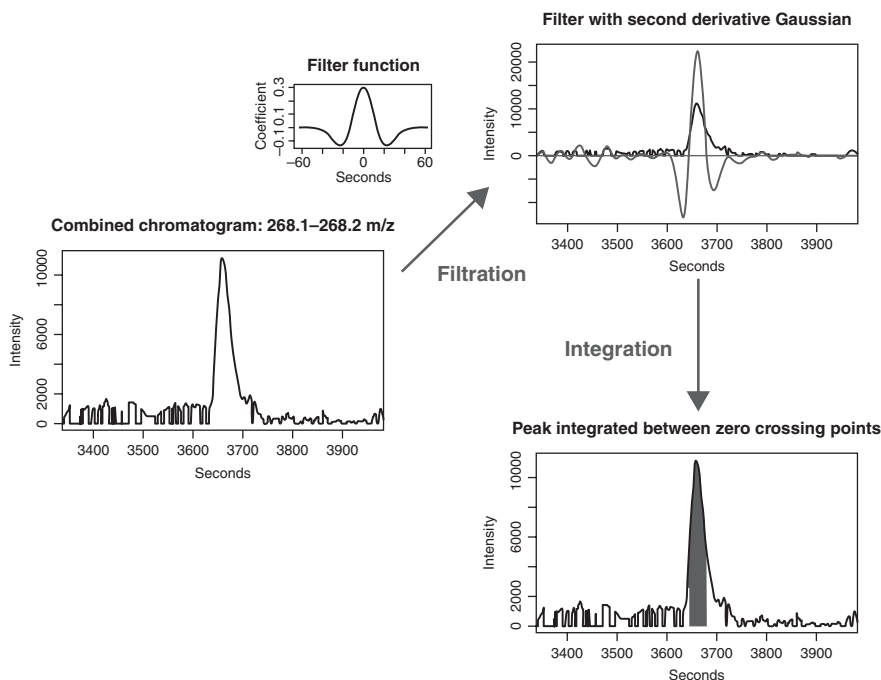 Filter with second derivative Gaussian
Filter function
Coefficient
−0.1 0.1 0.3
−60 0 60
Seconds
Intensity
0 10000 20000
3400 3500 3600 3700 3800 3900
Seconds
Combined chromatogram: 268.1–268.2 m/z
Filtration
Intensity
0 2000 6000 10000
3400 3500 3600 3700 3800 3900
Seconds
Integration
Peak integrated between zero crossing points
Intensity
0 2000 6000 10000
3400 3500 3600 3700 3800 3900
Seconds